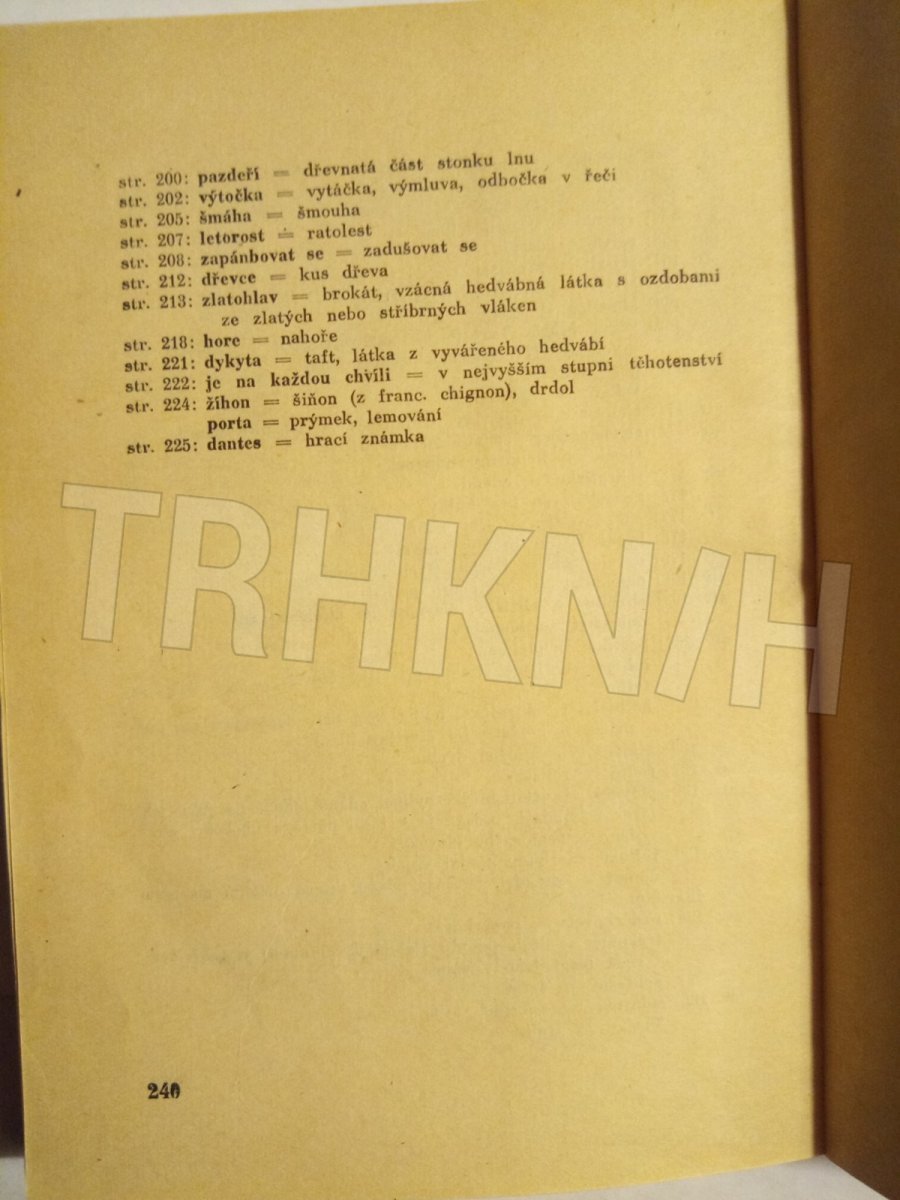 str. 200: pazdeří = dřevnatá část stonku lnu
str. 202: výtočka = vytáčka, výmluva, odbočka v řeči
str. 205: šmáha = šmouha
str. 207: letorost = ratolest
str. 208: zapánbovat se = zadušovat se
str. 212: dřevce = kus dřeva
str. 213: zlatohlav = brokát, vzácná hedvábná látka s ozdobami
ze zlatých nebo stříbrných vláken
str. 218: hore = nahoře
str. 221: dykyta = taft, látka z vyvářeného hedvábí
str. 222: je na každou chvíli = v nejvyšším stupni těhotenství
str. 224: žíhon = šiňon (z franc. chignon), drdol
porta = prýmek, lemování
str. 225: dantes = hrací známka
TRHKNIH
240